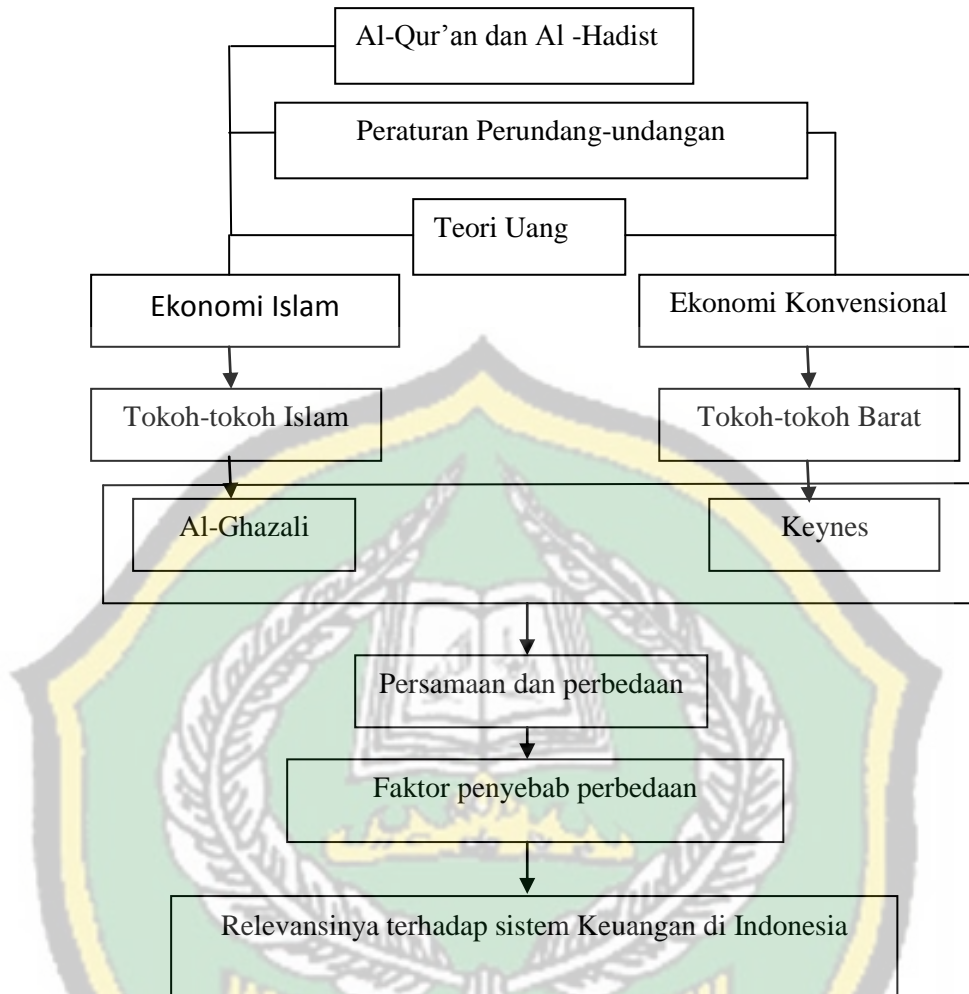 Al-Qur’an dan Al -Hadist
Peraturan Perundang-undangan
Teori Uang
Ekonomi Islam
Ekonomi Konvensional
Tokoh-tokoh Islam
Tokoh-tokoh Barat
Al-Ghazali
Keynes
Persamaan dan perbedaan
Faktor penyebab perbedaan
Relevansinya terhadap sistem Keuangan di Indonesia